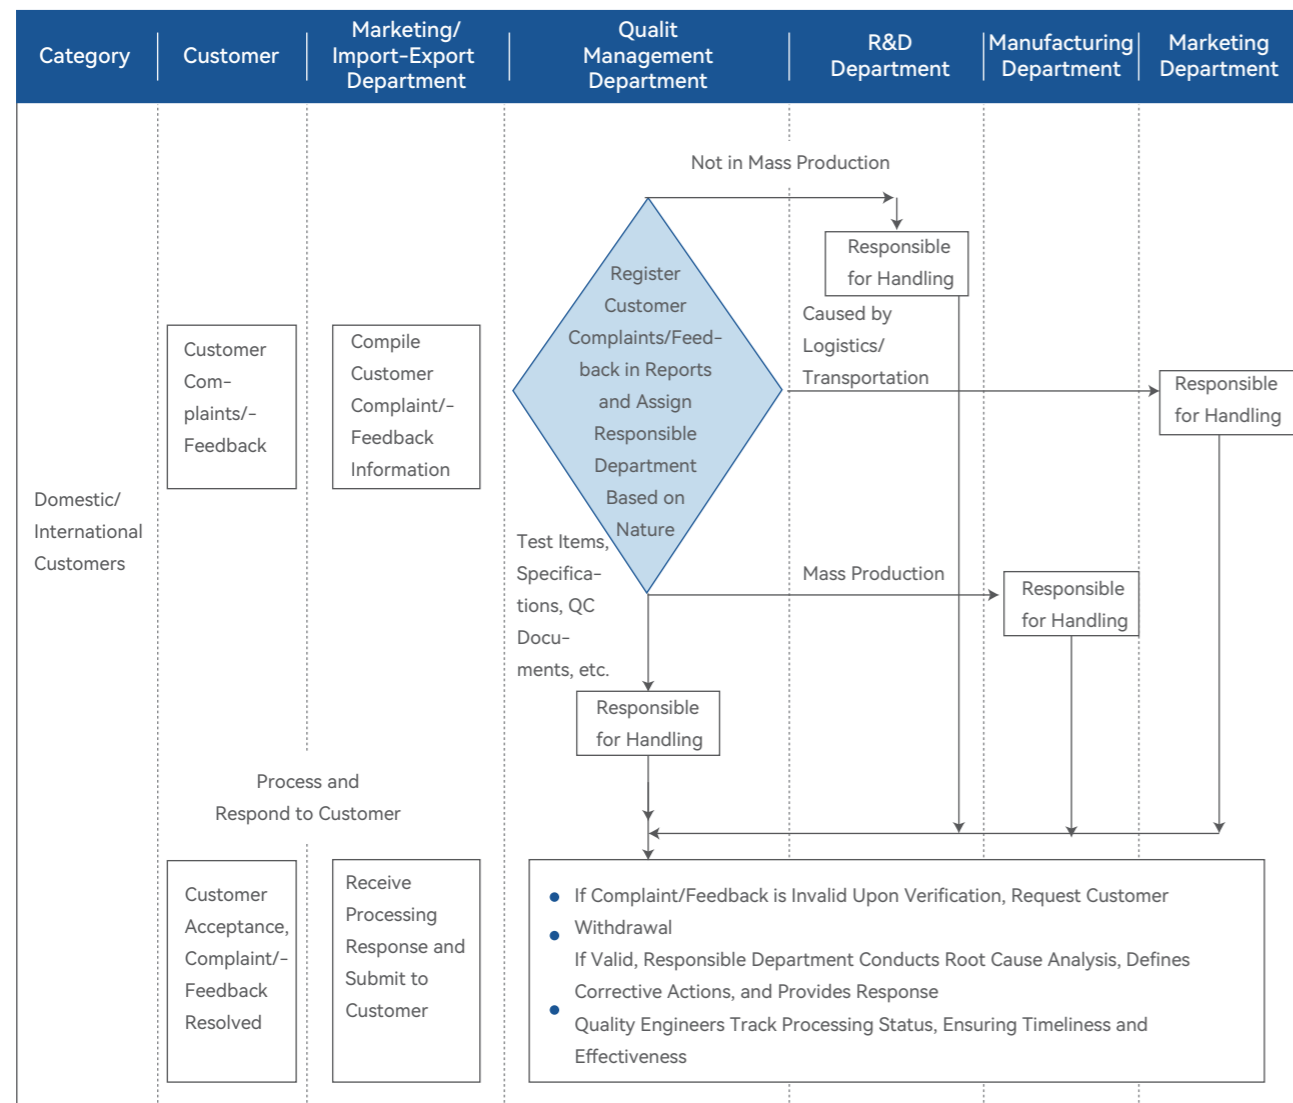 Category
Customer
Marketing/
Import-Export
Department
Qualit
Management
Department
R&D
Department
Manufacturing
Department
Marketing
Department
Domestic/
International
Customers
Customer
Com-
plaints/-
Feedback
Compile
Customer
Complaint/-
Feedback
Information
Register
Customer
Complaints/Feed-
back in Reports
and Assign
Responsible
Department
Based on
Nature
Not in Mass Production
Responsible
for Handling
Caused by
Logistics/
Transportation
Responsible
for Handling
Mass Production
Responsible
for Handling
Test Items,
Specifica-
tions, QC
Docu-
ments, etc.
Responsible
for Handling
Process and
Respond to Customer
Customer
Acceptance,
Complaint/-
Feedback
Resolved
Receive
Processing
Response and
Submit to
Customer
If Complaint/Feedback is Invalid Upon Verification, Request Customer
Withdrawal
If Valid, Responsible Department Conducts Root Cause Analysis, Defines
Corrective Actions, and Provides Response
Quality Engineers Track Processing Status, Ensuring Timeliness and
Effectiveness